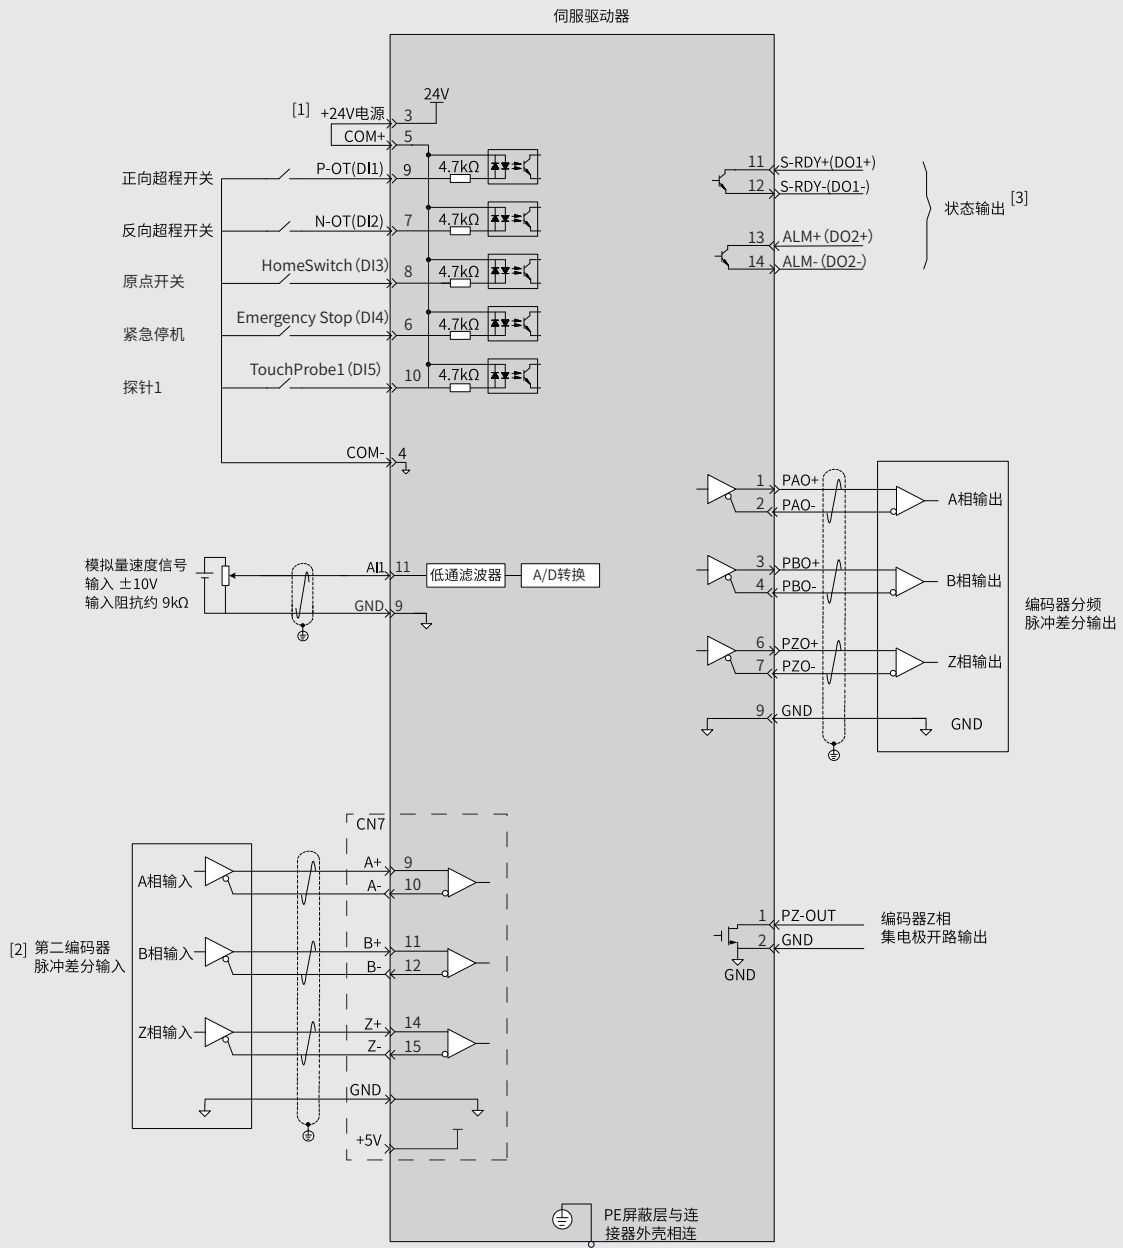 伺服驱动器
24V
[1]
+24V电源
3
COM+
5
正向超程开关
P-OT(DI1)
9
4.7kΩ
反向超程开关
N-OT(DI2)
7
4.7kΩ
原点开关
HomeSwitch(DI3)
8
4.7kΩ
紧急停机
Emergency Stop(DI4)
6
4.7kΩ
探针1
TouchProbe1(DI5)
10
4.7kΩ
COM-
4
11
S-RDY+(DO1+)
12
S-RDY-(DO1-)
13
ALM+(DO2+)
14
ALM-(DO2-)
状态输出
[3]
模拟量速度信号
输入 ±10V
输入阻抗约 9kΩ
AI1
11
低通滤波器
A/D转换
GND
9
1
PAO+
2
PAO-
A相输出
3
PBO+
4
PBO-
B相输出
6
PZO+
7
PZO-
Z相输出
9
GND
GND
编码器分频
脉冲差分输出
CN7
A相输入
A+
9
A-
10
[2]
第二编码器
脉冲差分输入
B相输入
B+
11
B-
12
Z相输入
Z+
14
Z-
15
GND
+5V
1
PZ-OUT
2
GND
GND
编码器Z相
集电极开路输出
PE屏蔽层与连
接器外壳相连